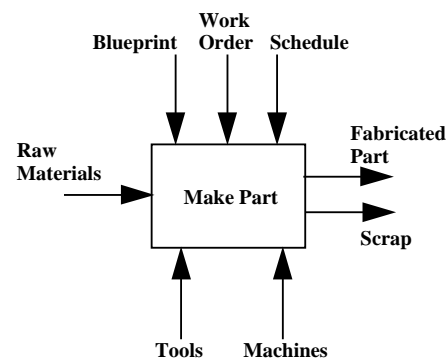 Blueprint
Work
Order
Schedule
Raw
Materials
Make Part
Fabricated
Part
Scrap
Tools
Machines